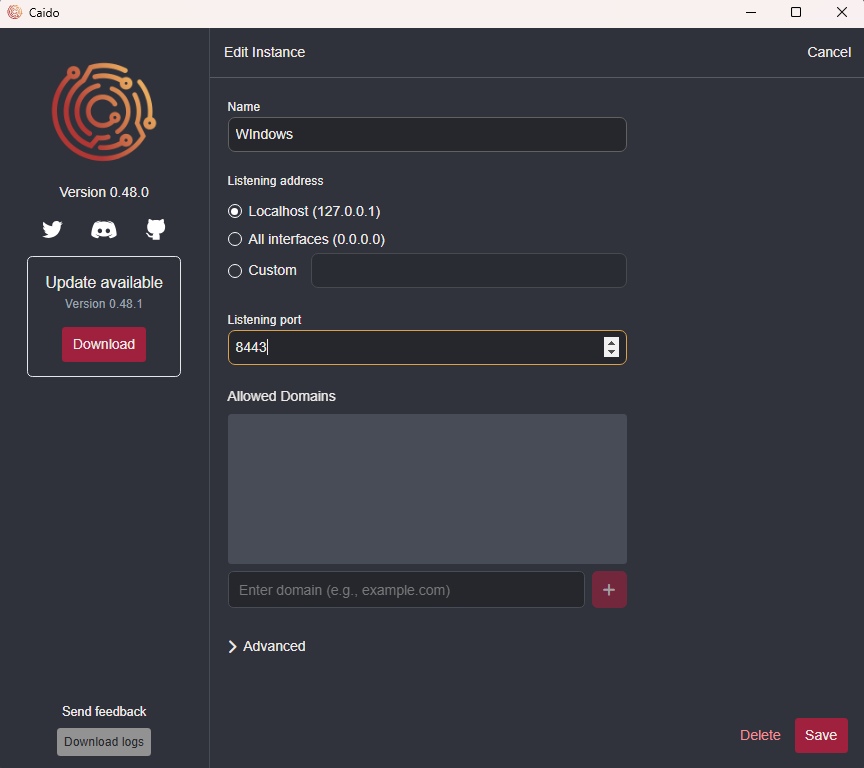 Caido
Version 0.48.0
Update available
Version 0.48.1
Download
Send feedback
Download logs
Edit Instance
Cancel
Name
WIndows
Listening address
Localhost (127.0.0.1)
All interfaces (0.0.0.0)
Custom
Listening port
8443
Allowed Domains
Enter domain (e.g., example.com)
+
Advanced
Delete
Save